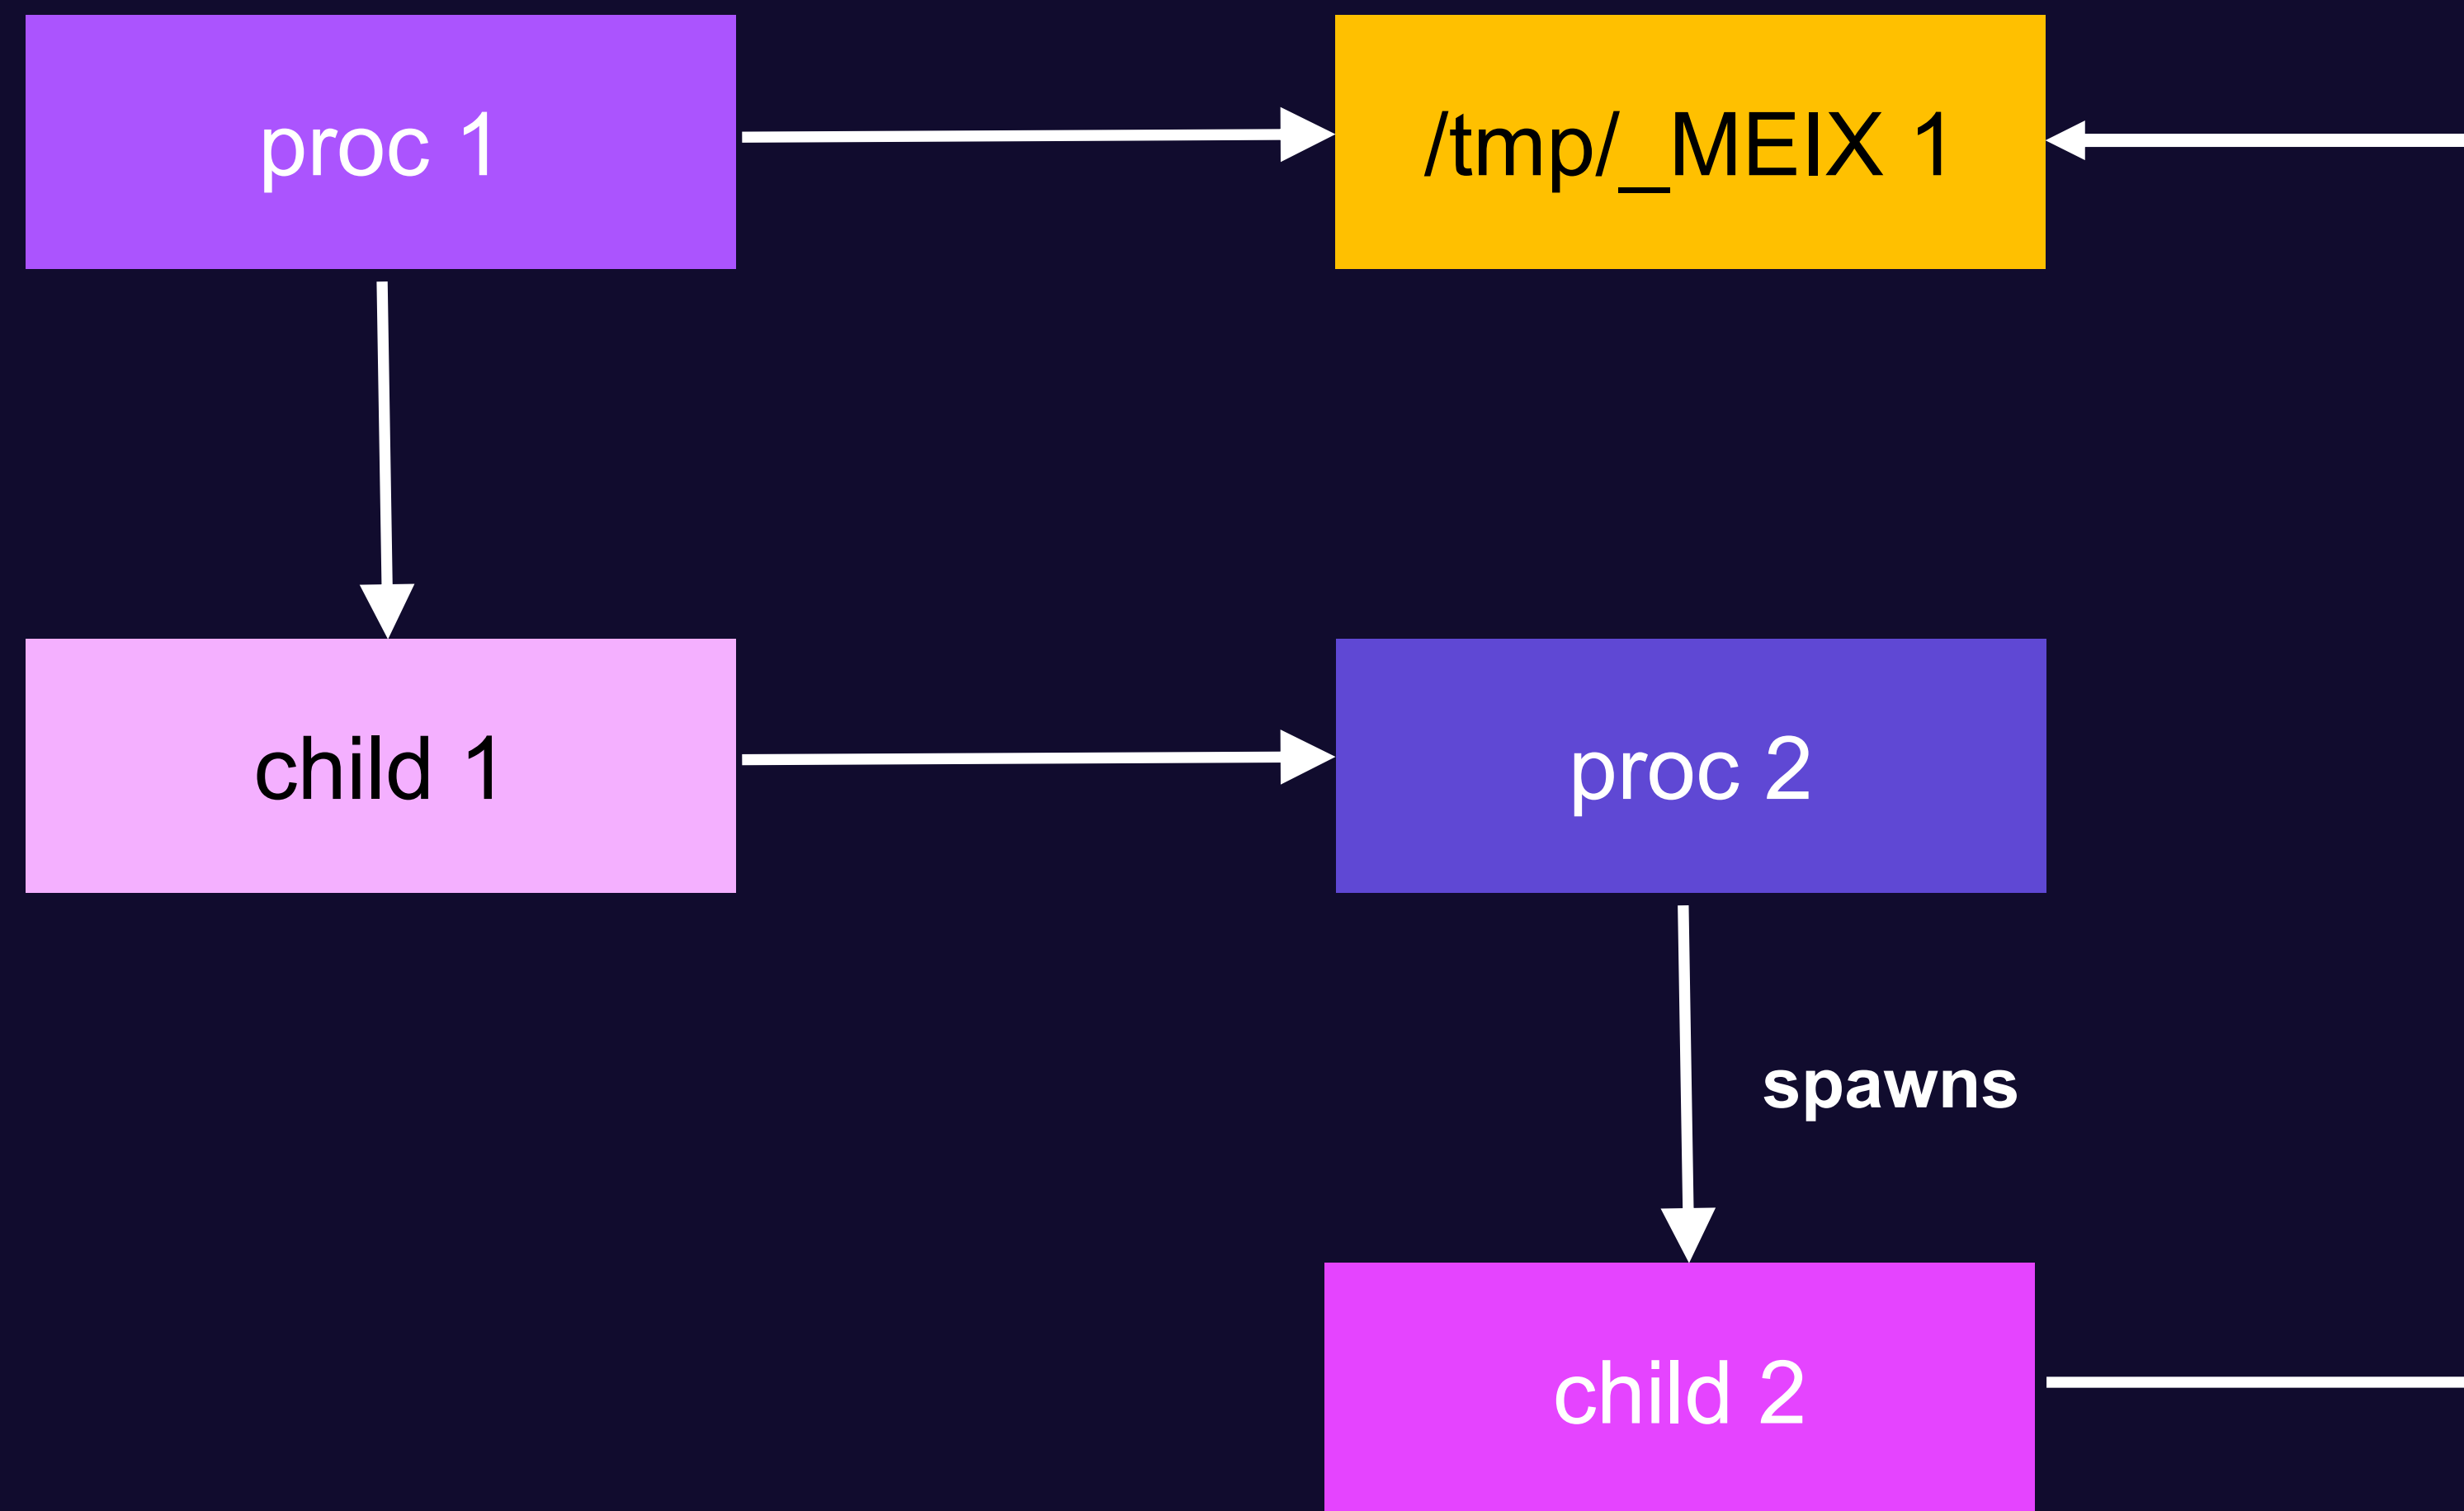 proc 1
/tmp/_MEIX 1
child 1
proc 2
spawns
child 2